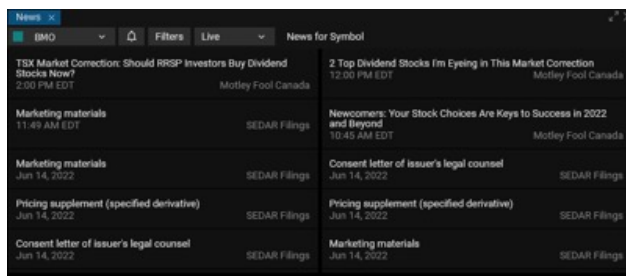 News ×
BMO Filters Live News for Symbol
TSX Market Correction: Should RRSP Investors Buy Dividend
Stocks Now?
2:00 PM EDT Motley Fool Canada
2 Top Dividend Stocks I'm Eyeing in This Market Correction
12:00 PM EDT Motley Fool Canada
Marketing materials
11:49 AM EDT SEDAR Filings
Newcomers: Your Stock Choices Are Keys to Success in 2022
and Beyond
10:45 AM EDT Motley Fool Canada
Marketing materials
Jun 14, 2022 SEDAR Filings
Consent letter of issuer's legal counsel
Jun 14, 2022 SEDAR Filings
Pricing supplement (specified derivative)
Jun 14, 2022 SEDAR Filings
Pricing supplement (specified derivative)
Jun 14, 2022 SEDAR Filings
Consent letter of issuer's legal counsel
Jun 14, 2022 SEDAR Filings
Marketing materials
Jun 14, 2022 SEDAR Filings